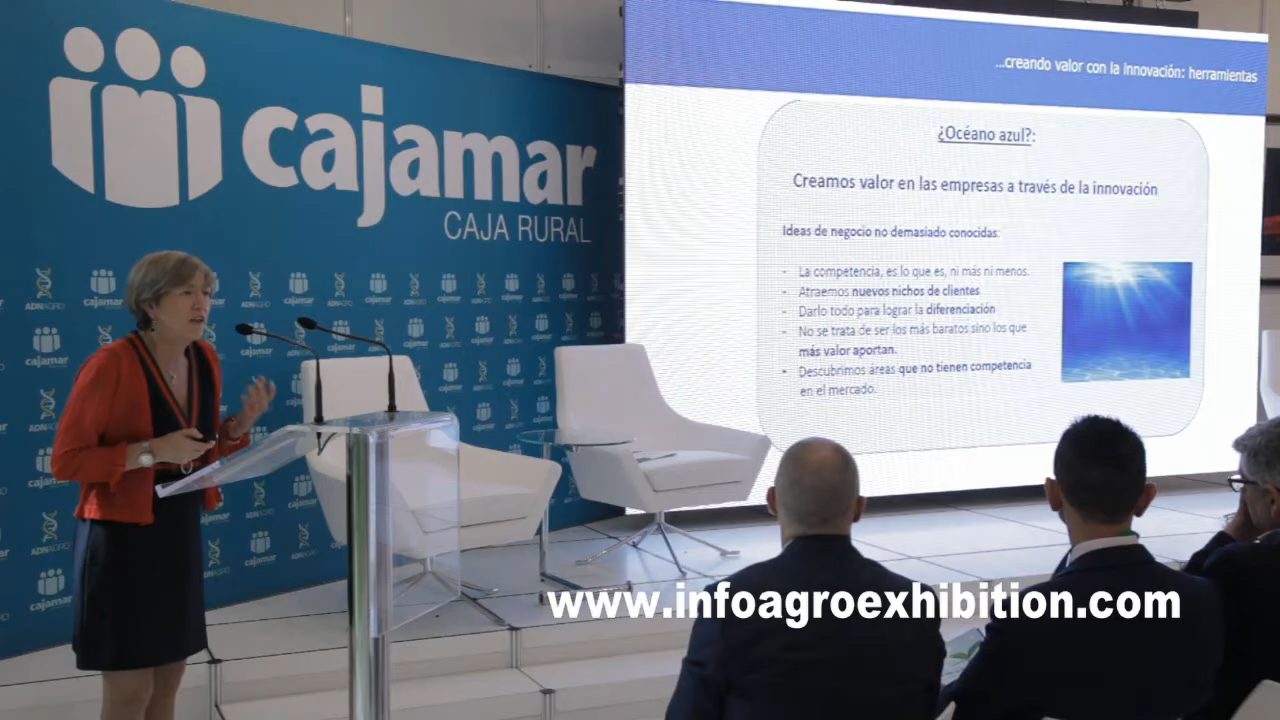 cajamar
CAJA RURAL
...creando valor con la innovación: herramientas
¿Océano azul?:
Creamos valor en las empresas a través de la innovación
Ideas de negocio no demasiado conocidas:
- La competencia, es lo que es, ni más ni menos.
- Atraemos nuevos nichos de clientes
- Darlo todo para lograr la diferenciación
- No se trata de ser los más baratos sino los que
más valor aportan.
• Descubrimos áreas que no tienen competencia
en el mercado.
ADNAGRO
cajamar
www.infoagroexhibition.com